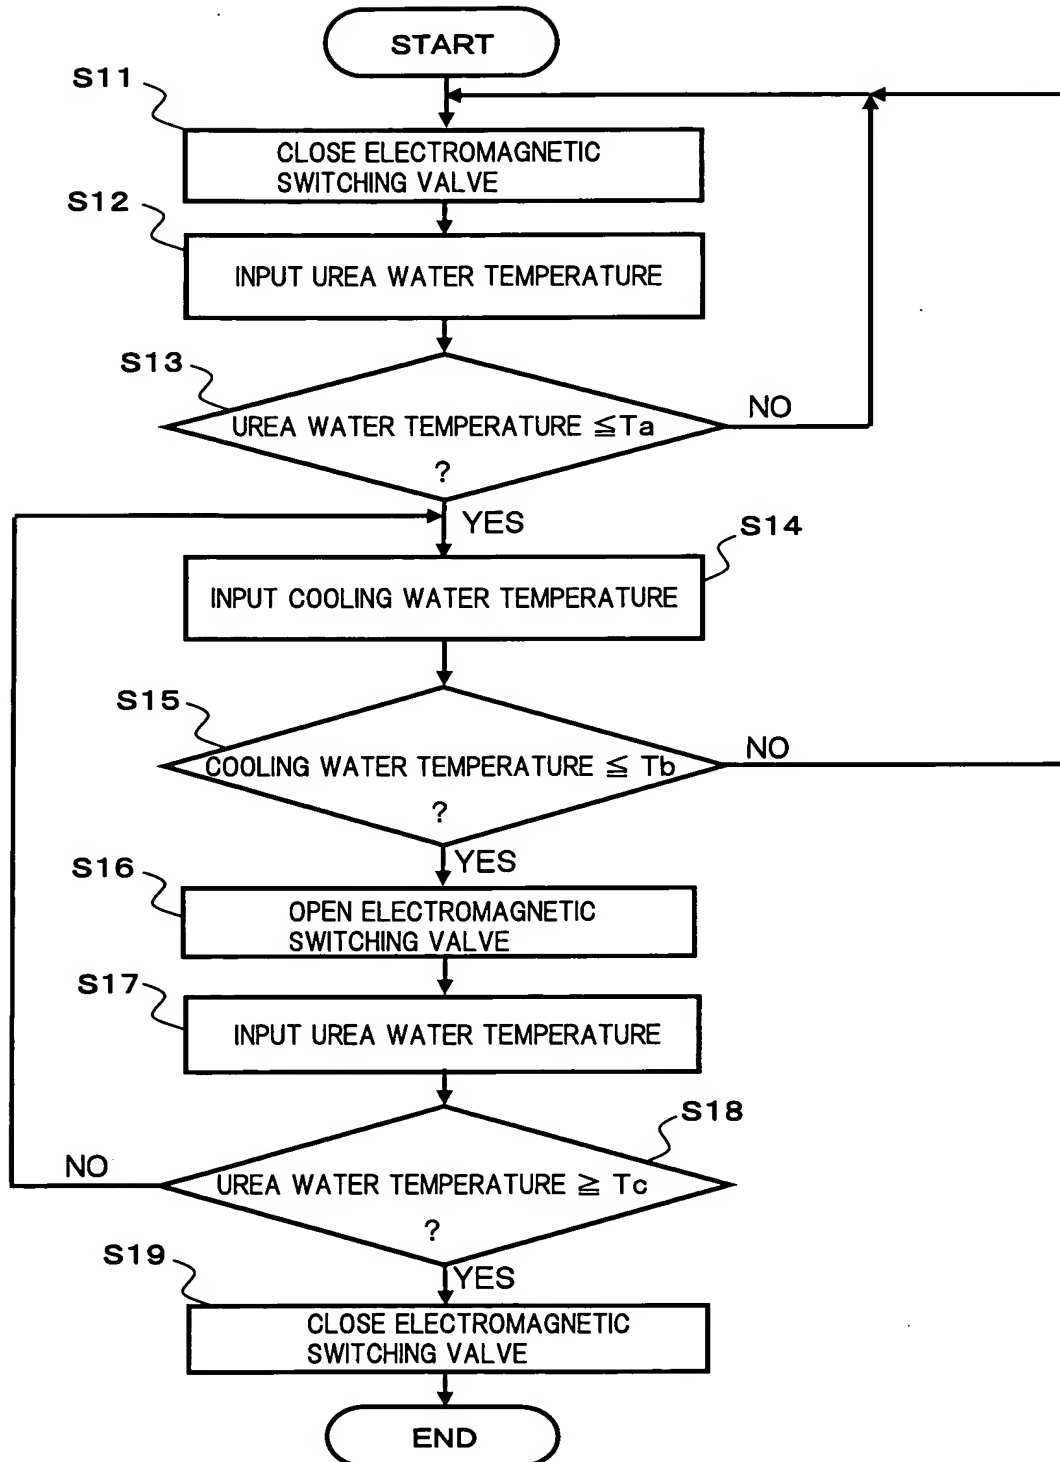 START
S11
CLOSE ELECTROMAGNETIC
SWITCHING VALVE
S12
INPUT UREA WATER TEMPERATURE
S13
UREA WATER TEMPERATURE ≦Ta
?
NO
YES
S14
INPUT COOLING WATER TEMPERATURE
S15
COOLING WATER TEMPERATURE ≦ Tb
?
NO
YES
S16
OPEN ELECTROMAGNETIC
SWITCHING VALVE
S17
INPUT UREA WATER TEMPERATURE
S18
NO
UREA WATER TEMPERATURE ≧ Tc
?
YES
S19
CLOSE ELECTROMAGNETIC
SWITCHING VALVE
END